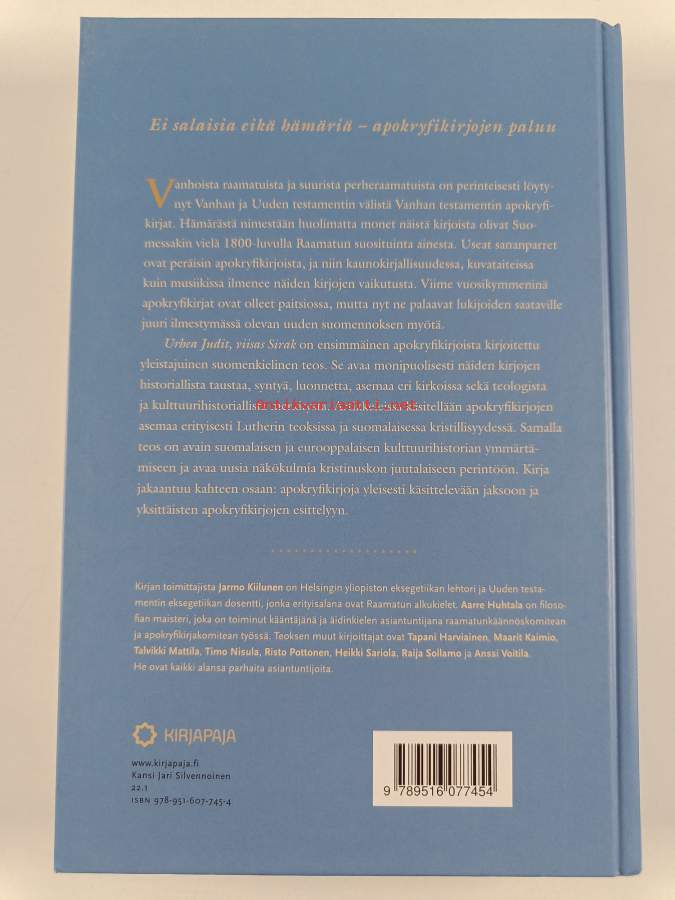 Ei salaisia eikä hämäriä – apokryfikirjojen paluu
Vanhoista raamatuista ja suurista perheraamatuista on perinteisesti löyty-
nyt Vanhan ja Uuden testamentin välistä Vanhan testamentin apokryfi-
kirjat. Hämärästä nimestään huolimatta monet näistä kirjoista olivat Suo-
messakin vielä 1800-luvulla Raamatun suosituinta ainesta. Useat sananparret
ovat peräisin apokryfikirjoista, ja niin kaunokirjallisuudessa, kuvataiteissa
kuin musiikissa ilmenee näiden kirjojen vaikutusta. Viime vuosikymmeninä
apokryfikirjat ovat olleet paitsiossa, mutta nyt ne palaavat lukijoiden saataville
juuri ilmestymässä olevan uuden suomennoksen myötä.
Urhea Judit, viisas Sirak on ensimmäinen apokryfikirjoista kirjoitettu
yleistajuinen suomenkielinen teos. Se avaa monipuolisesti näiden kirjojen
historiallista taustaa, syntyä, luonnetta, asemaa eri kirkoissa sekä teologista
ja kulttuurihistoriallista käsitellään apokryfikirjojen
Antikvariaatti.net
asemaa erityisesti Lutherin teoksissa ja suomalaisessa kristillisyydessä. Samalla
teos on avain suomalaisen ja eurooppalaisen kulttuurihistorian ymmärtä-
miseen ja avaa uusia näkökulmia kristinuskon juutalaiseen perintöön. Kirja
jakaantuu kahteen osaan: apokryfikirjoja yleisesti käsittelevään jaksoon ja
yksittäisten apokryfikirjojen esittelyyn.
Kirjan toimittajista Jarmo Kiilunen on Helsingin yliopiston eksegetiikan lehtori ja Uuden testa-
mentin eksegetiikan dosentti, jonka erityisalana ovat Raamatun alkukielet. Aarre Huhtala on filoso-
fian maisteri, joka on toiminut kääntäjänä ja äidinkielen asiantuntijana raamatunkäännöskomitean
ja apokryfikirjakomitean työssä. Teoksen muut kirjoittajat ovat Tapani Harviainen, Maarit Kaimio,
Talvikki Mattila, Timo Nisula, Risto Pottonen, Heikki Sariola, Raija Sollamo ja Anssi Voitila.
He ovat kaikki alansa parhaita asiantuntijoita.
KIRJAPAJA
www.kirjapaja.fi
Kansi Jari Silvennoinen
22.1
ISBN 978-951-607-745-4
9 789516 077454